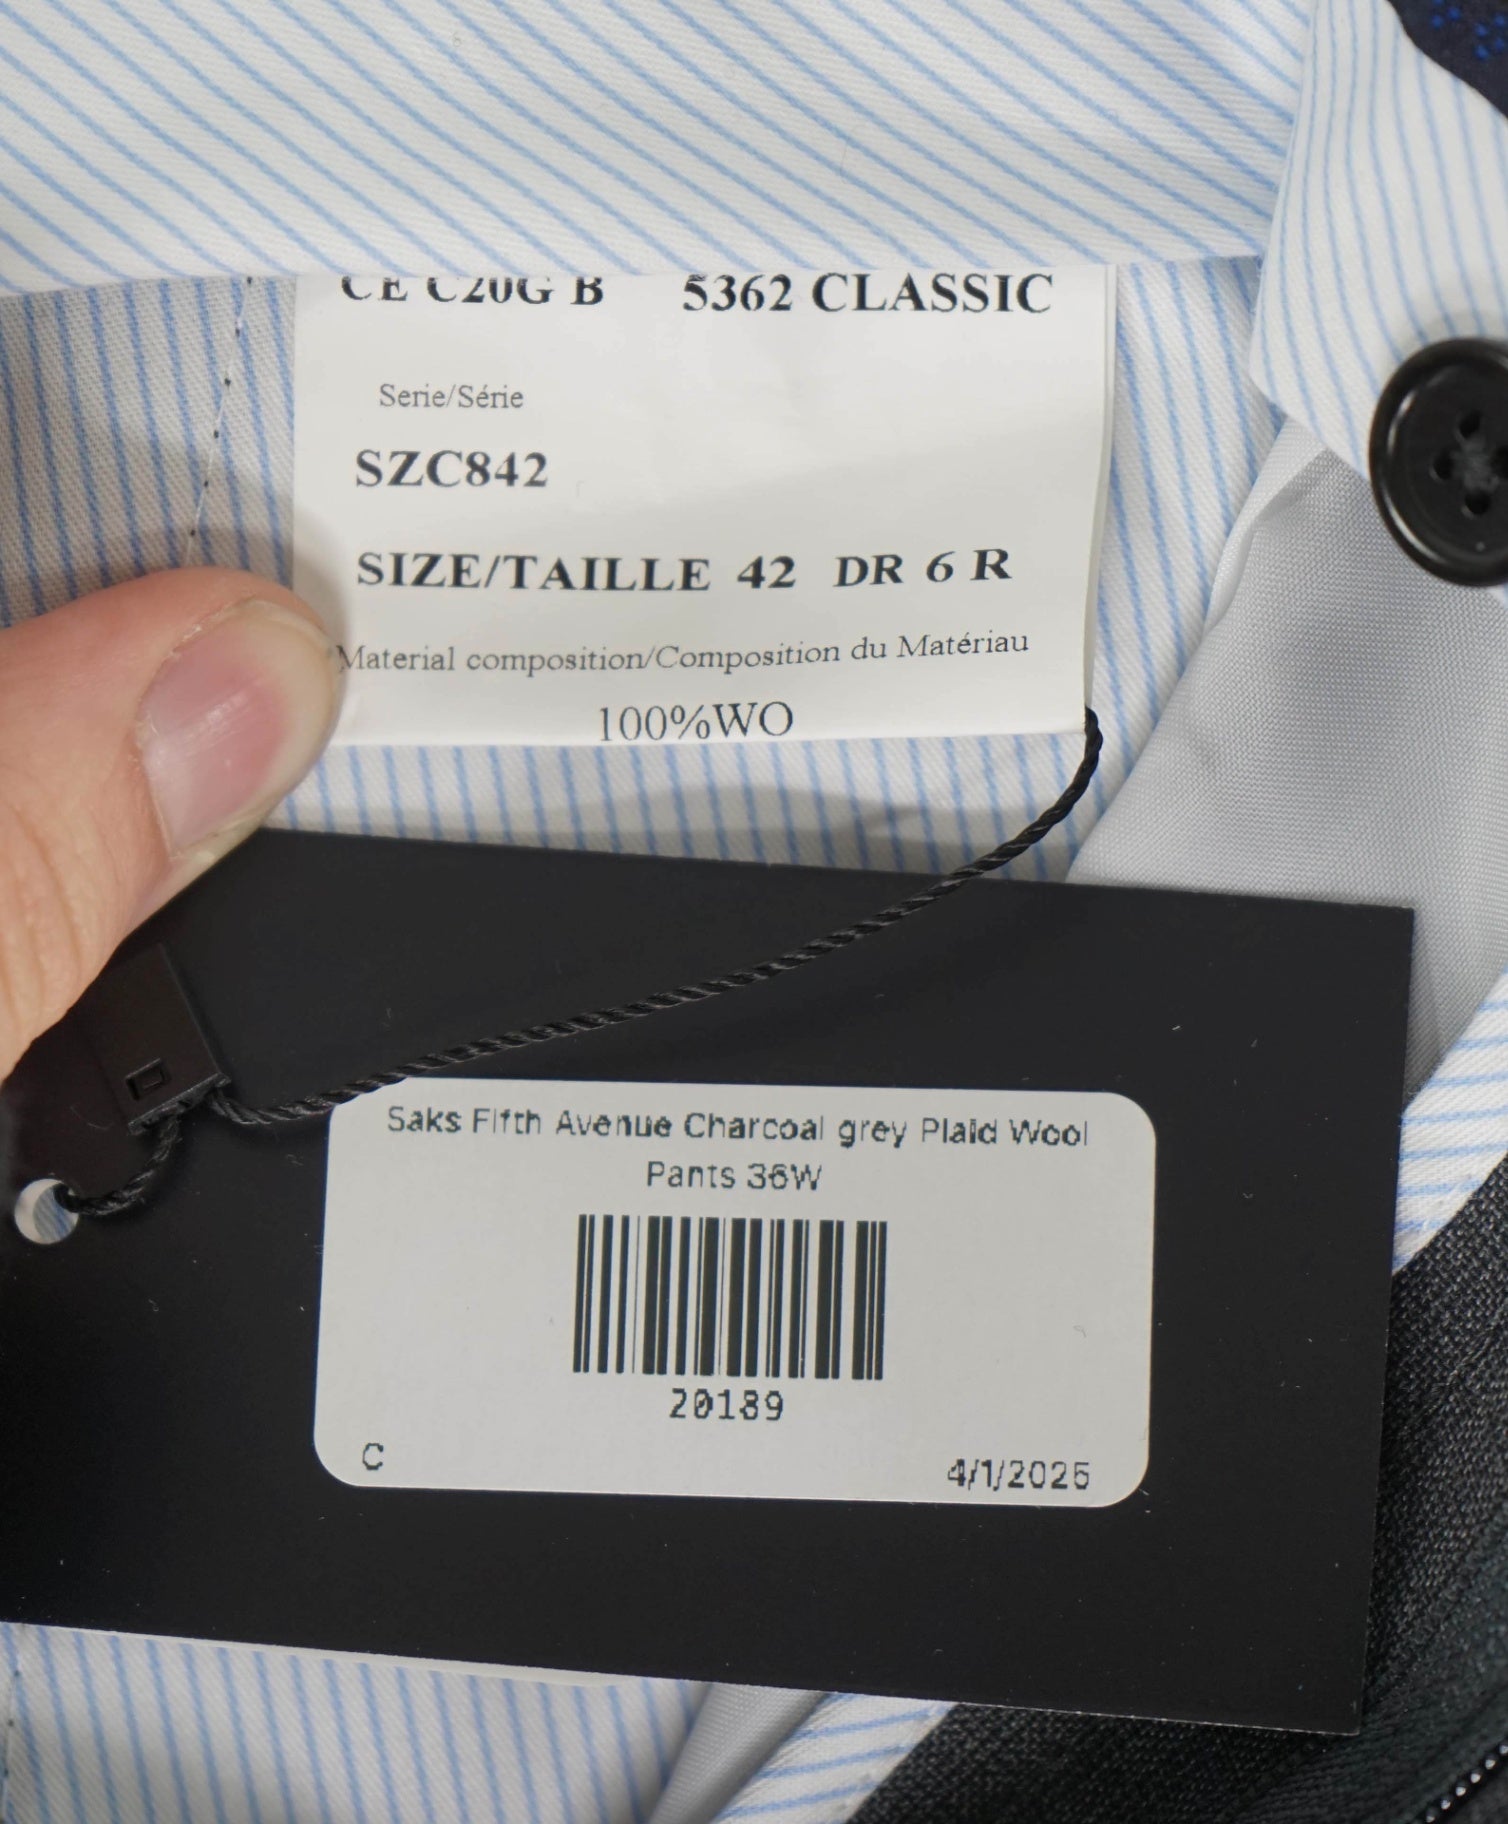 CE C20G B 5362 CLASSIC
Serie/Série
SZC842
SIZE/TAILLE 42 DR 6 R
Material composition/Composition du Matériau
100%WO
Saks Fifth Avenue Charcoal grey Plaid Wool
Pants 36W
20189
C
4/1/2025